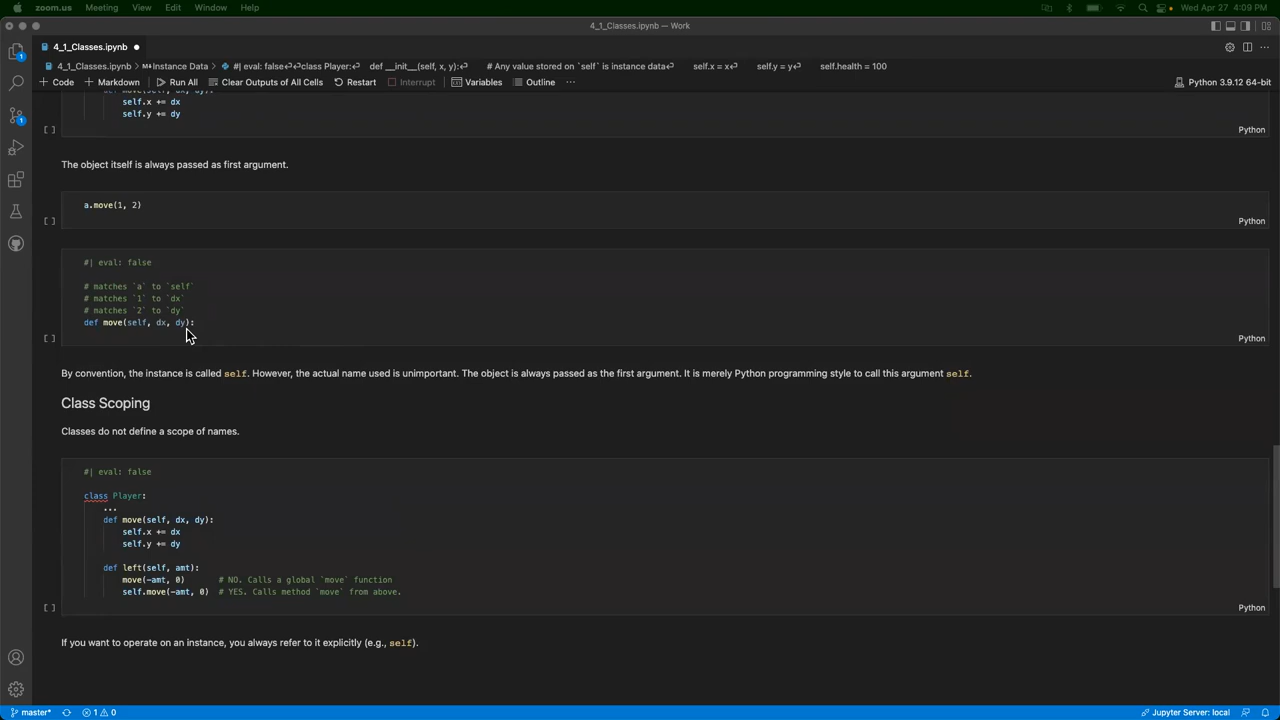 zoom.us Meeting View Edit Window Help Wed Apr 27 4:09 PM
4_1_Classes.ipynb — Work
4_1_Classes.ipynb
4_1_Classes.ipynb > M↓Instance Data > #| eval: false↵↵class Player:↵ def __init__(self, x, y):↵ # Any value stored on `self` is instance data↵ self.x = x↵ self.y = y↵ self.health = 100
+ Code + Markdown Run All Clear Outputs of All Cells Restart Interrupt Variables Outline ... Python 3.9.12 64-bit
def move(self, dx, dy):
self.x += dx
self.y += dy
[ ] Python
The object itself is always passed as first argument.
a.move(1, 2)
[ ] Python
#| eval: false
# matches `a` to `self`
# matches `1` to `dx`
# matches `2` to `dy`
def move(self, dx, dy):
[ ] Python
By convention, the instance is called self. However, the actual name used is unimportant. The object is always passed as the first argument. It is merely Python programming style to call this argument self.
Class Scoping
Classes do not define a scope of names.
#| eval: false
class Player:
...
def move(self, dx, dy):
self.x += dx
self.y += dy
def left(self, amt):
move(-amt, 0) # NO. Calls a global `move` function
self.move(-amt, 0) # YES. Calls method `move` from above.
[ ] Python
If you want to operate on an instance, you always refer to it explicitly (e.g., self).
master* 1 0 Jupyter Server: local